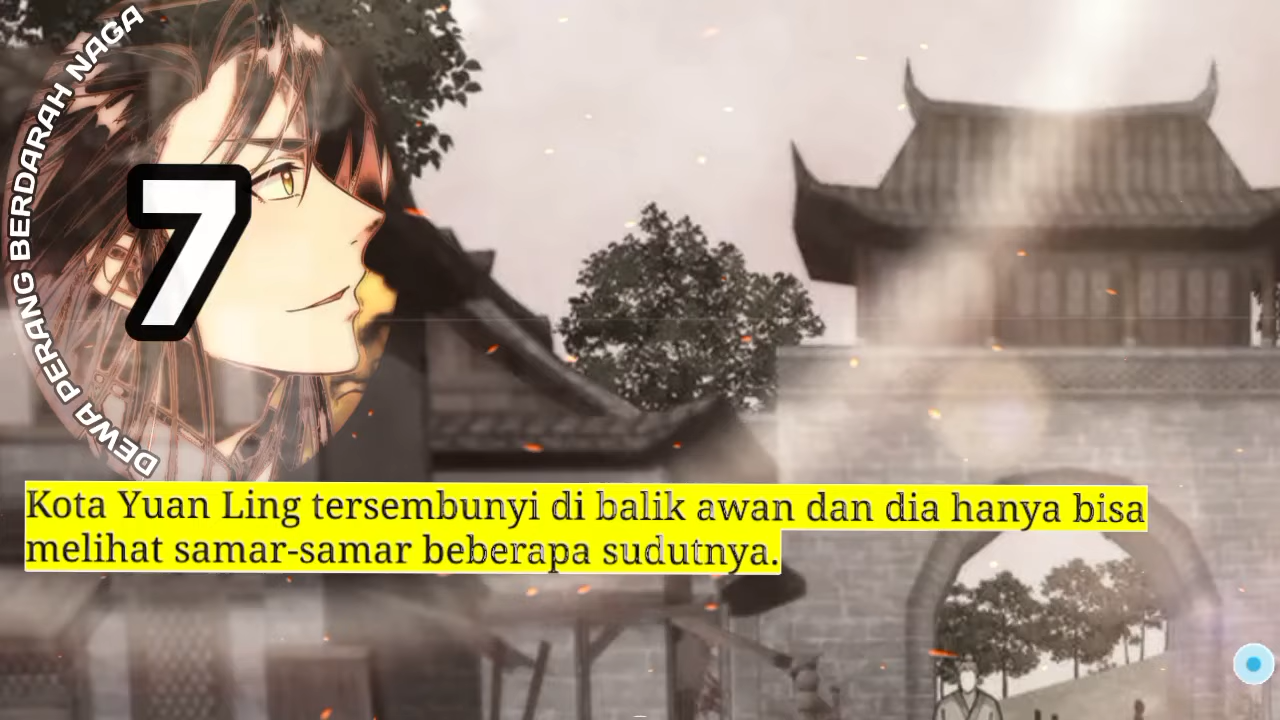 DEWA PERANG BERDARAH NAGA
7
Kota Yuan Ling tersembunyi di balik awan dan dia hanya bisa
melihat samar-samar beberapa sudutnya.